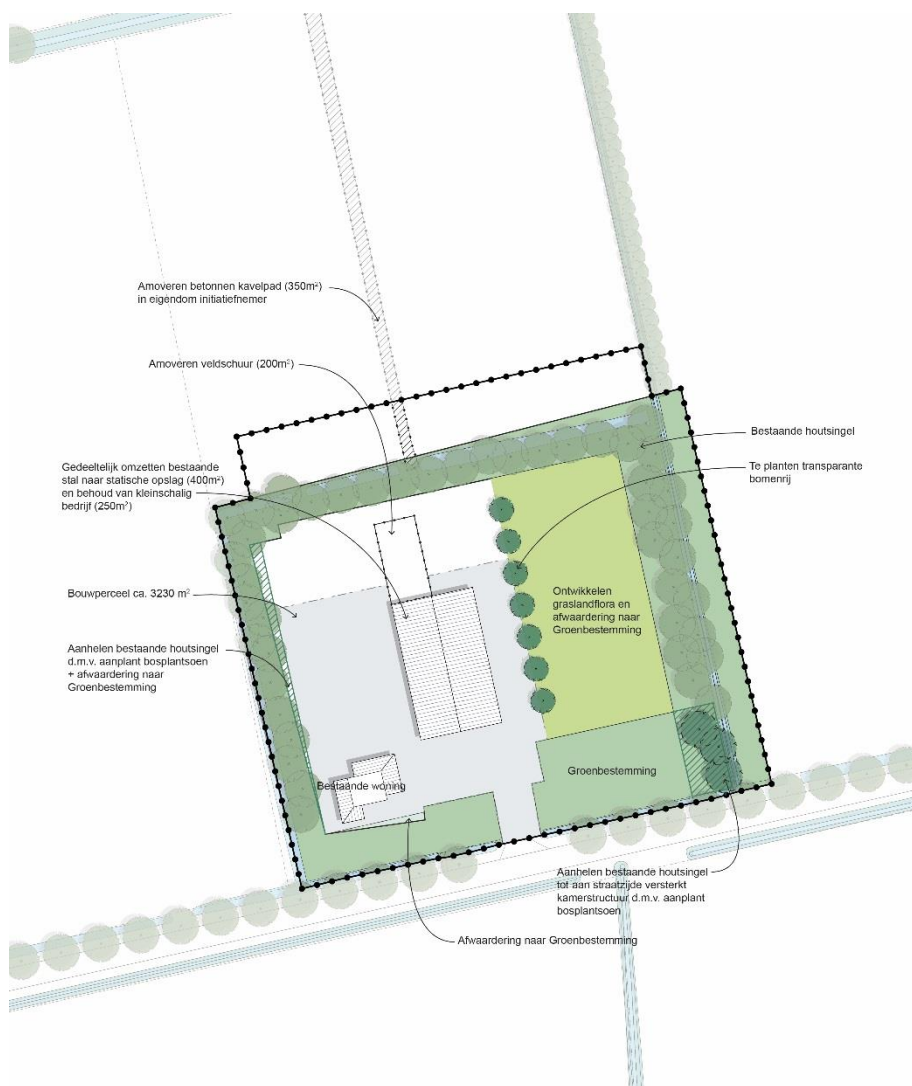 Amoveren betonnen kavelpad (350m²)
in eigendom initiatiefnemer
Amoveren veldschuur (200m²)
Gedeeltelijk omzetten bestaande
stal naar statische opslag (400m²)
en behoud van kleinschalig
bedrijf (250m²)
Bouwperceel ca. 3230 m²
Aanhelen bestaande houtsingel
d.m.v. aanplant bosplantsoen
+ afwaardering naar
Groenbestemming
Bestaande houtsingel
Te planten transparante
bomenrij
Ontwikkelen
graslandflora en
afwaardering naar
Groenbestemming
Groenbestemming
Bestaande woning
Aanhelen bestaande houtsingel
tot aan straatzijde versterkt
kamerstructuur d.m.v. aanplant
bosplantsoen
Afwaardering naar Groenbestemming